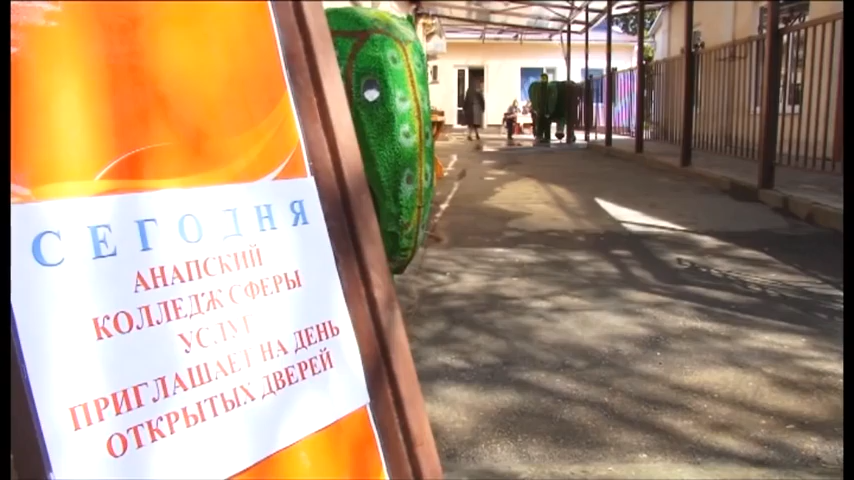 СЕГОДНЯ
АНАПСКИЙ
КОЛЛЕДЖ СФЕРЫ
УСЛУГ
ПРИГЛАШАЕТ НА ДЕНЬ
ОТКРЫТЫХ ДВЕРЕЙ